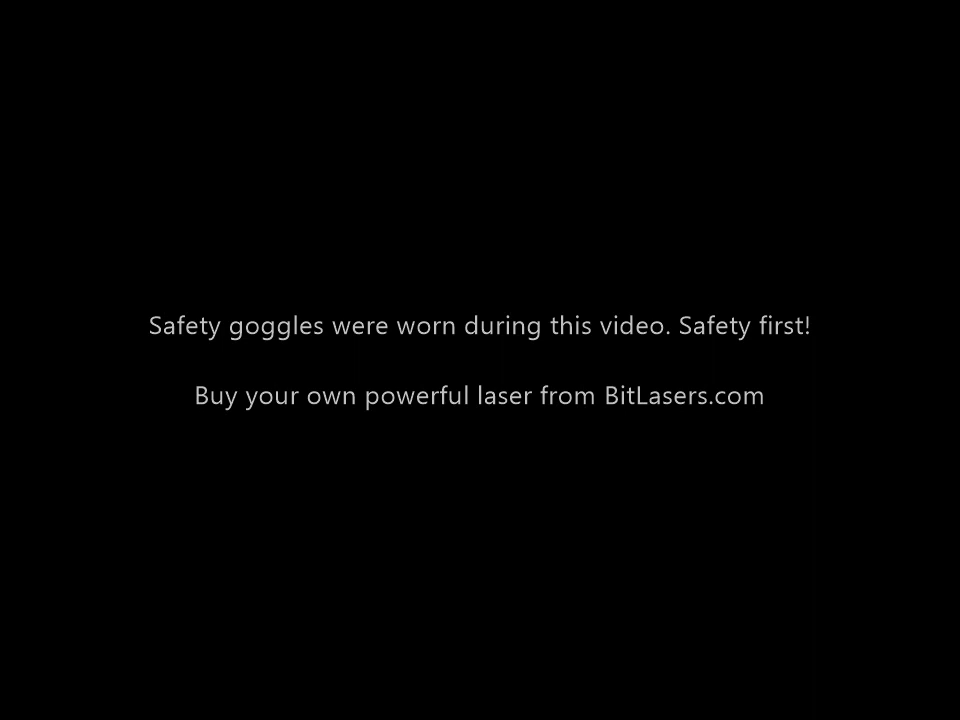 Safety goggles were worn during this video. Safety first!
Buy your own powerful laser from BitLasers.com